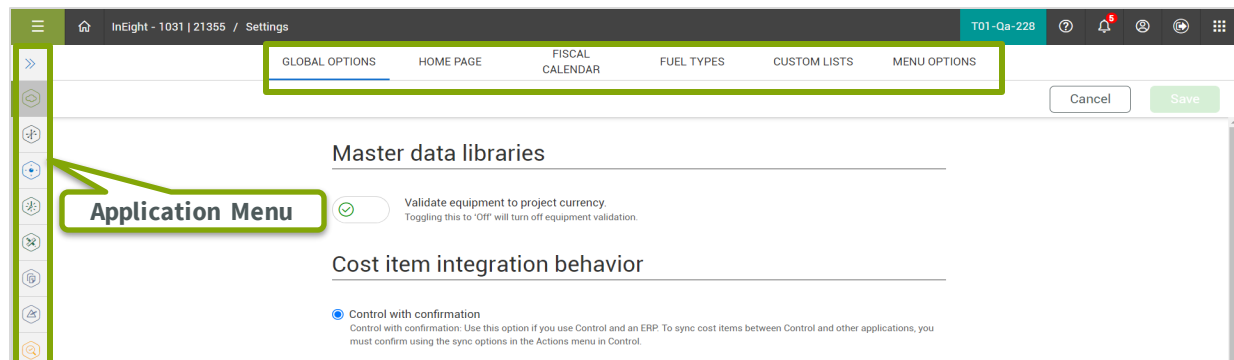 InEight - 1031 | 21355 / Settings
T01-Qa-228
5
GLOBAL OPTIONS
HOME PAGE
FISCAL
CALENDAR
FUEL TYPES
CUSTOM LISTS
MENU OPTIONS
Cancel
Save
Master data libraries
Validate equipment to project currency.
Toggling this to 'Off' will turn off equipment validation.
Application Menu
Cost item integration behavior
Control with confirmation
Control with confirmation: Use this option if you use Control and an ERP. To sync cost items between Control and other applications, you
must confirm using the sync options in the Actions menu in Control.